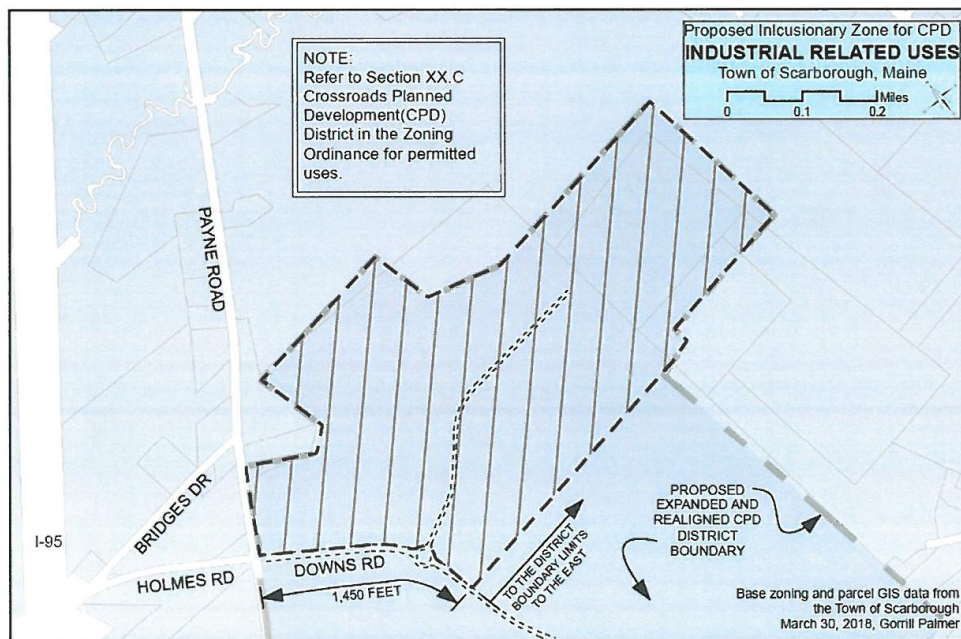 Proposed Inlcusionary Zone for CPD
INDUSTRIAL RELATED USES
Town of Scarborough, Maine
Miles
0 0.1 0.2
NOTE:
Refer to Section XX.C
Crossroads Planned
Development(CPD)
District in the Zoning
Ordinance for permitted
uses.
PAYNE ROAD
BRIDGES DR
I-95
HOLMES RD
DOWNS RD
1,450 FEET
TO THE DISTRICT
BOUNDARY LIMITS
TO THE EAST
PROPOSED
EXPANDED AND
REALIGNED CPD
DISTRICT
BOUNDARY
Base zoning and parcel GIS data from
the Town of Scarborough
March 30, 2018, Gorrill Palmer